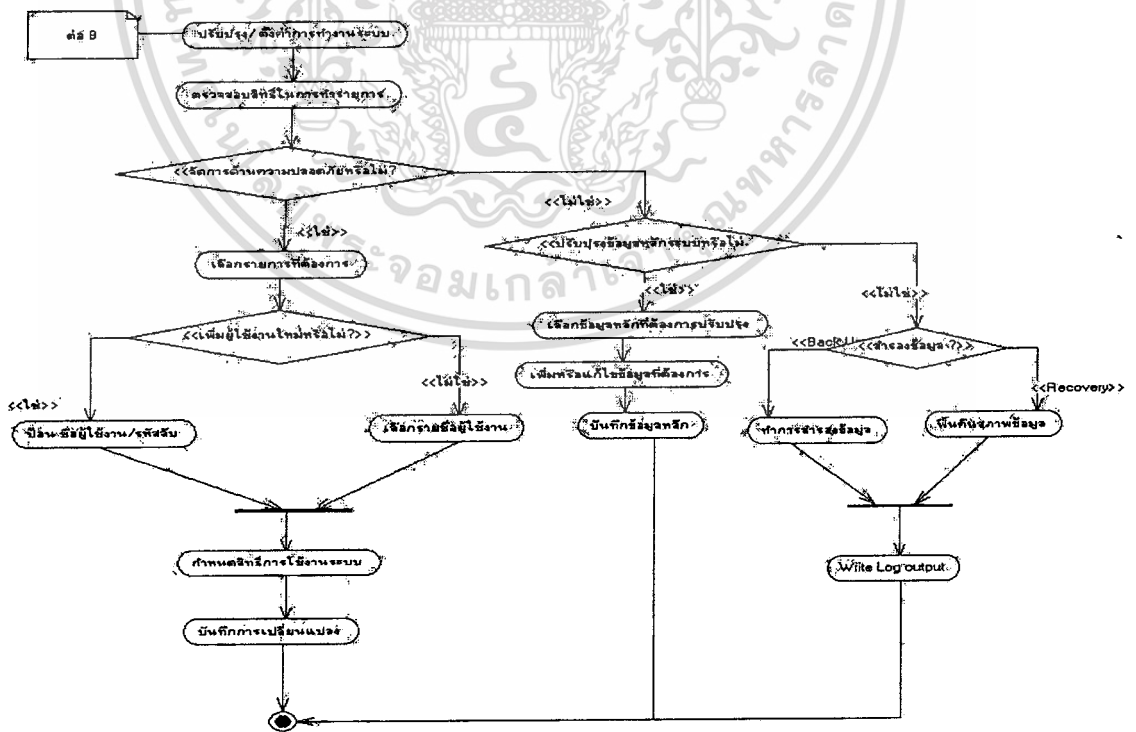 ต่อ 9
ปรับปรุง/ตั้งค่าการทำงานระบบ
ตรวจสอบสิทธิ์ในการทำรายการ
<<จัดการด้านความปลอดภัยหรือไม่?
<<ไม่ใช่>>
<<ใช่>>
<<ปรับปรุงข้อมูลหลักระบบหรือไม่
เลือกรายการที่ต้องการ
<<ใช่>>
<<ไม่ใช่>>
<<เพิ่มผู้ใช้งานใหม่หรือไม่?>>
เลือกข้อมูลหลักที่ต้องการปรับปรุง
<<สำรองข้อมูล?>>
เพิ่มหรือแก้ไขข้อมูลที่ต้องการ
<<ไม่ใช่>>
<<Recovery>>
<<ใช่>>
ป้อนชื่อผู้ใช้งาน/รหัสลับ
เลือกรายชื่อผู้ใช้งาน
บันทึกข้อมูลหลัก
ทำการสำรองข้อมูล
ฟื้นคืนสภาพข้อมูล
กำหนดสิทธิ์การใช้งานระบบ
Write Log output
บันทึกการเปลี่ยนแปลง
พระจอมเกล้าเจ้า